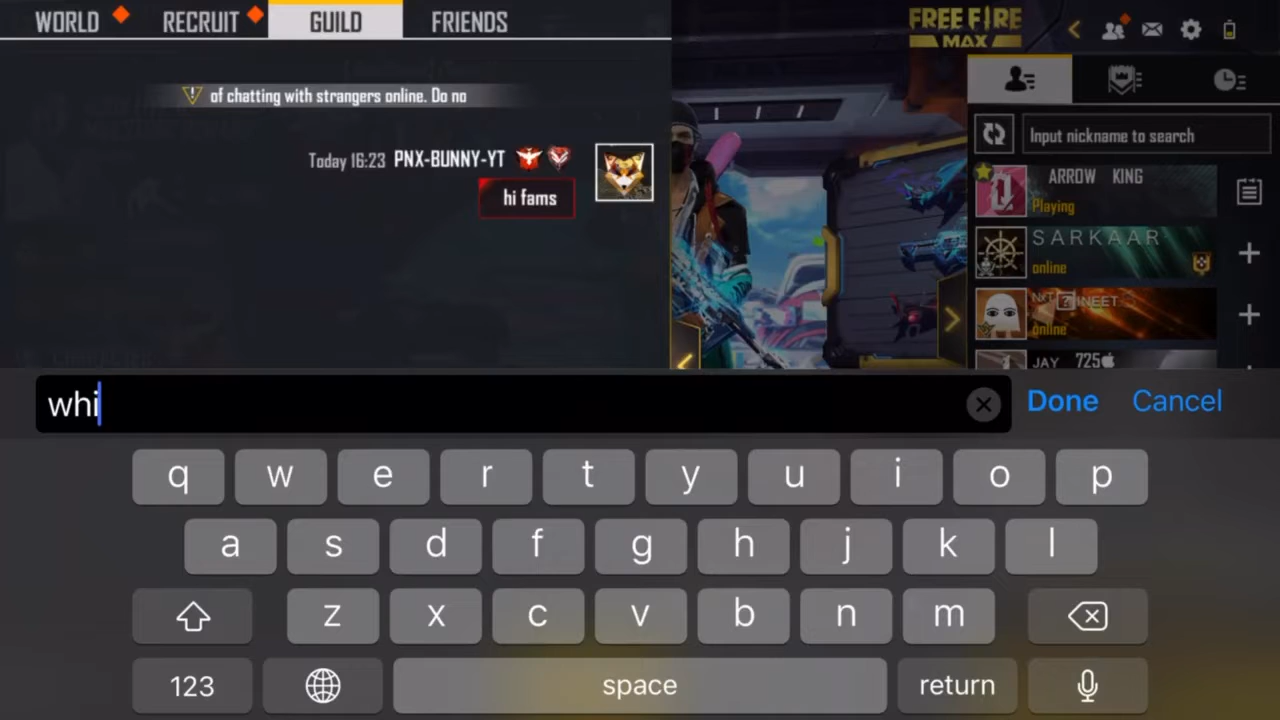 WORLD RECRUIT GUILD FRIENDS
FREE FIRE
MAX
of chatting with strangers online. Do no
Today 16:23 PNX-BUNNY-YT
hi fams
Input nickname to search
ARROW KING
Playing
SARKAAR
online
NXT ? INEET
online
JAY 725
whi
Done Cancel
q w e r t y u i o p
a s d f g h j k l
z x c v b n m
123 space return